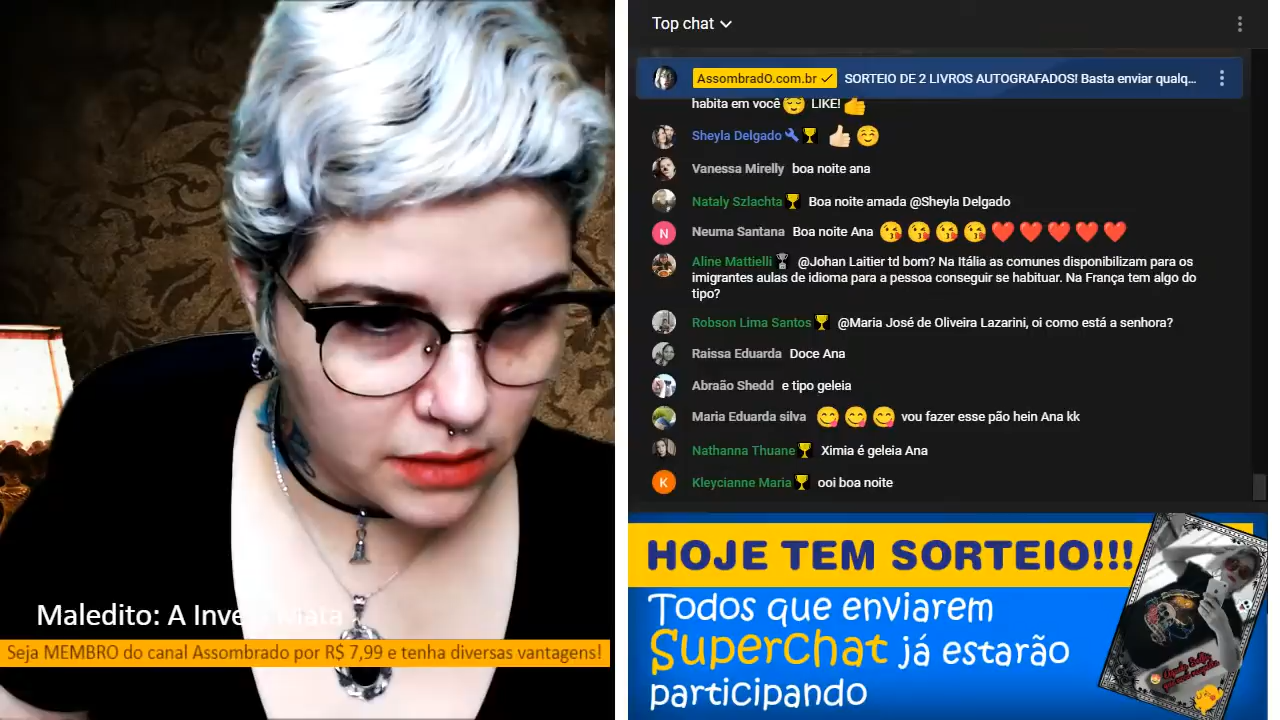 Maledito: A Inve Mata
Seja MEMBRO do canal Assombrado por R$ 7,99 e tenha diversas vantagens!
Top chat
AssombradO.com.br SORTEIO DE 2 LIVROS AUTOGRAFADOS! Basta enviar qualq...
habita em você LIKE!
Sheyla Delgado
Vanessa Mirelly boa noite ana
Nataly Szlachta Boa noite amada @Sheyla Delgado
N Neuma Santana Boa noite Ana
Aline Mattielli @Johan Laitier td bom? Na Itália as comunes disponibilizam para os
imigrantes aulas de idioma para a pessoa conseguir se habituar. Na França tem algo do
tipo?
Robson Lima Santos @Maria José de Oliveira Lazarini, oi como está a senhora?
Raissa Eduarda Doce Ana
Abraão Shedd e tipo geleia
Maria Eduarda silva vou fazer esse pão hein Ana kk
Nathanna Thuane Ximia é geleia Ana
K Kleycianne Maria ooi boa noite
HOJE TEM SORTEIO!!!
Todos que enviarem
Superchat já estarão
participando